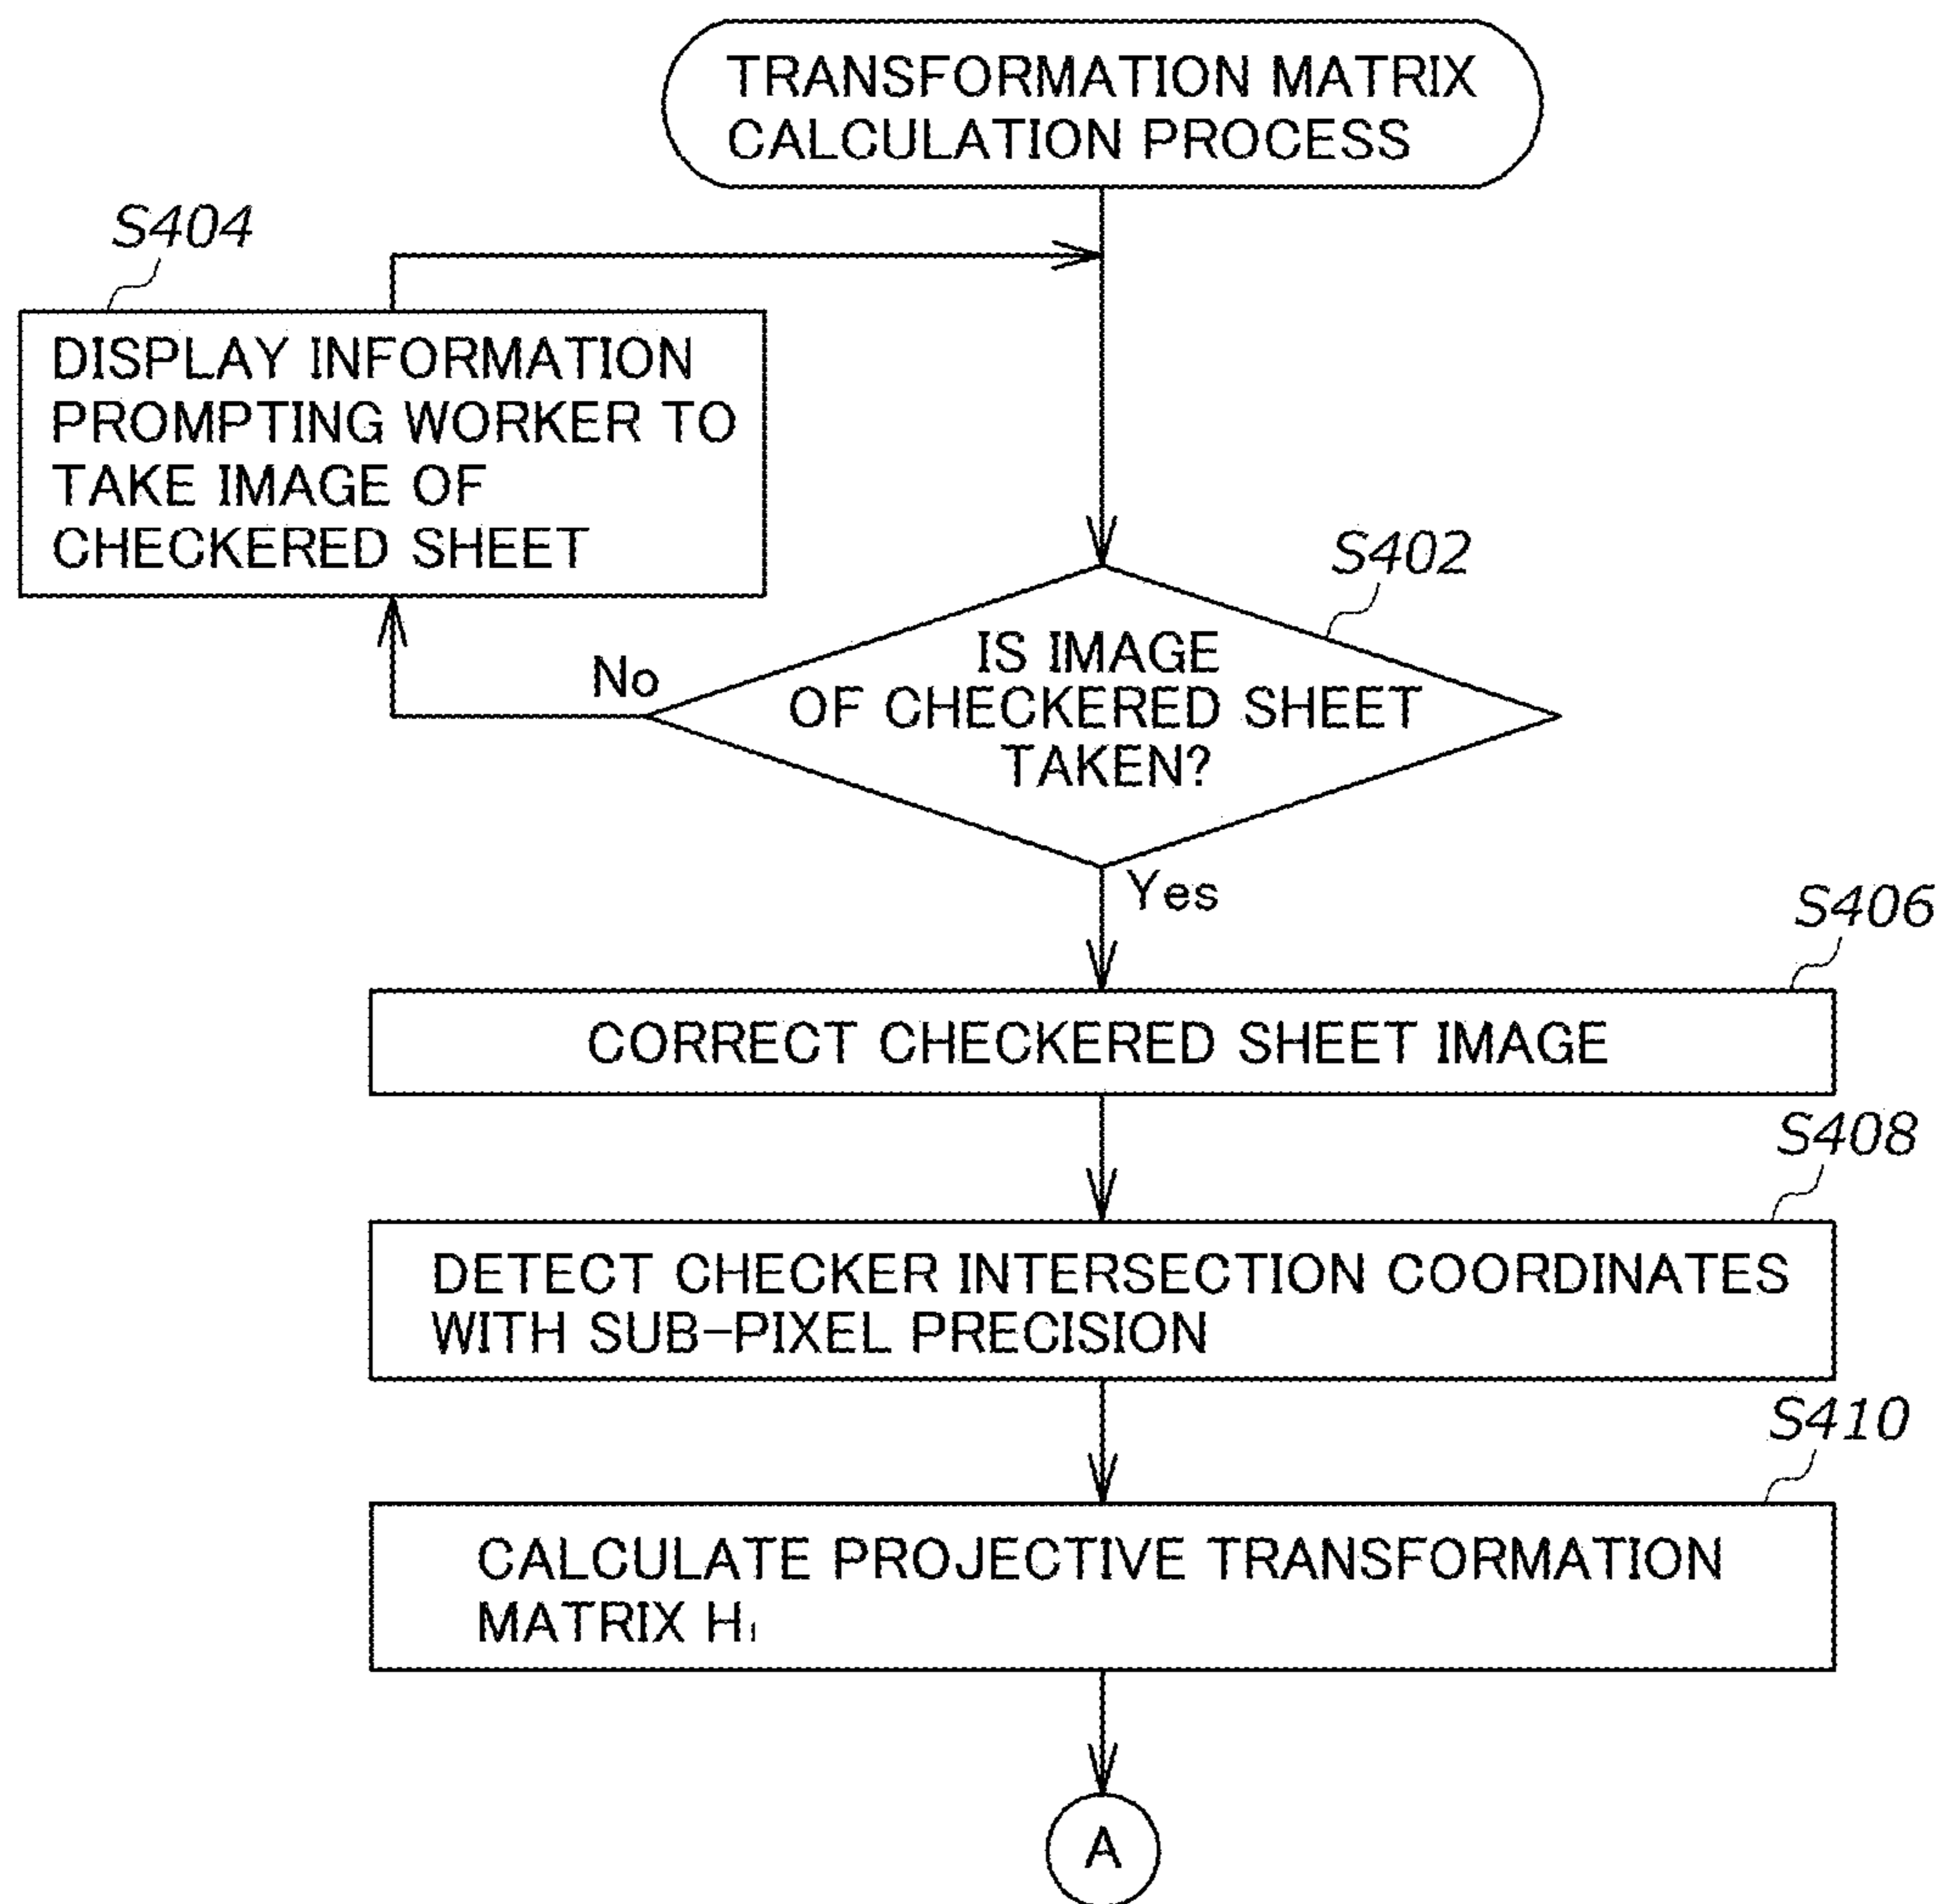 TRANSFORMATION MATRIX
CALCULATION PROCESS
S404
DISPLAY INFORMATION
PROMPTING WORKER TO
TAKE IMAGE OF
CHECKERED SHEET
S402
IS IMAGE
OF CHECKERED SHEET
TAKEN?
No
Yes
S406
CORRECT CHECKERED SHEET IMAGE
S408
DETECT CHECKER INTERSECTION COORDINATES
WITH SUB-PIXEL PRECISION
S410
CALCULATE PROJECTIVE TRANSFORMATION
MATRIX H₁
A